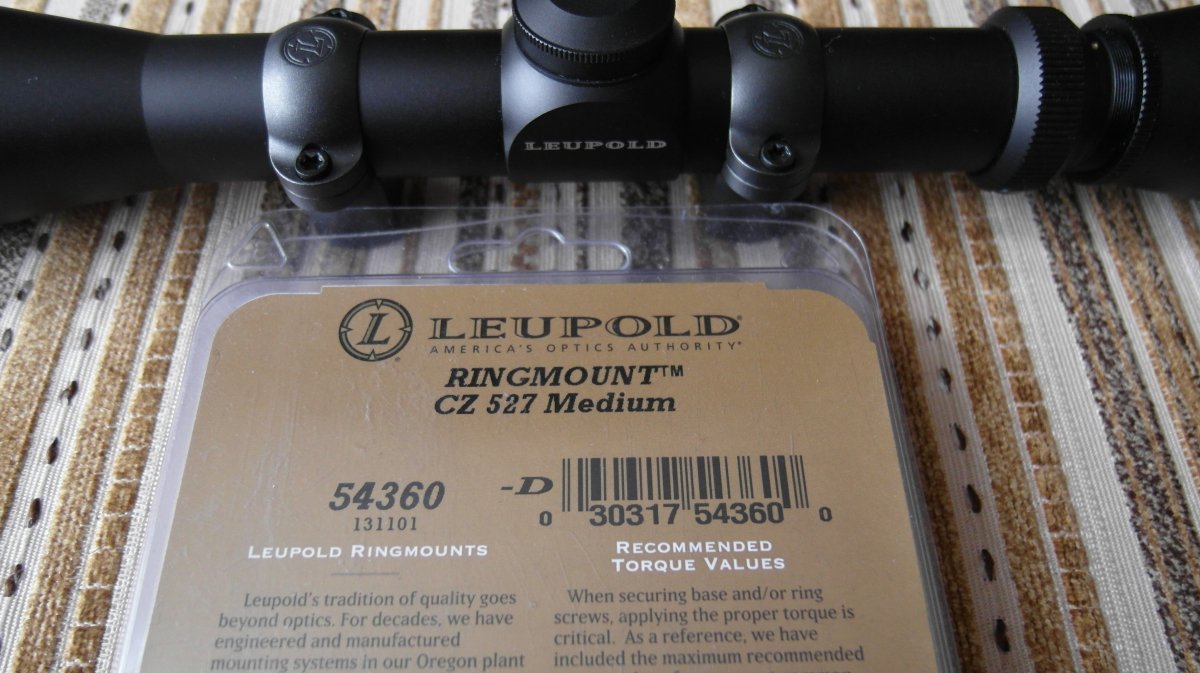 L
L
LEUPOLD
L LEUPOLD®
AMERICA'S OPTICS AUTHORITY®
RINGMOUNT™
CZ 527 Medium
54360
131101
-D
0 30317 54360 0
LEUPOLD RINGMOUNTS
Leupold's tradition of quality goes
beyond optics. For decades, we have
engineered and manufactured
mounting systems in our Oregon plant
RECOMMENDED
TORQUE VALUES
When securing base and/or ring
screws, applying the proper torque is
critical. As a reference, we have
included the maximum recommended